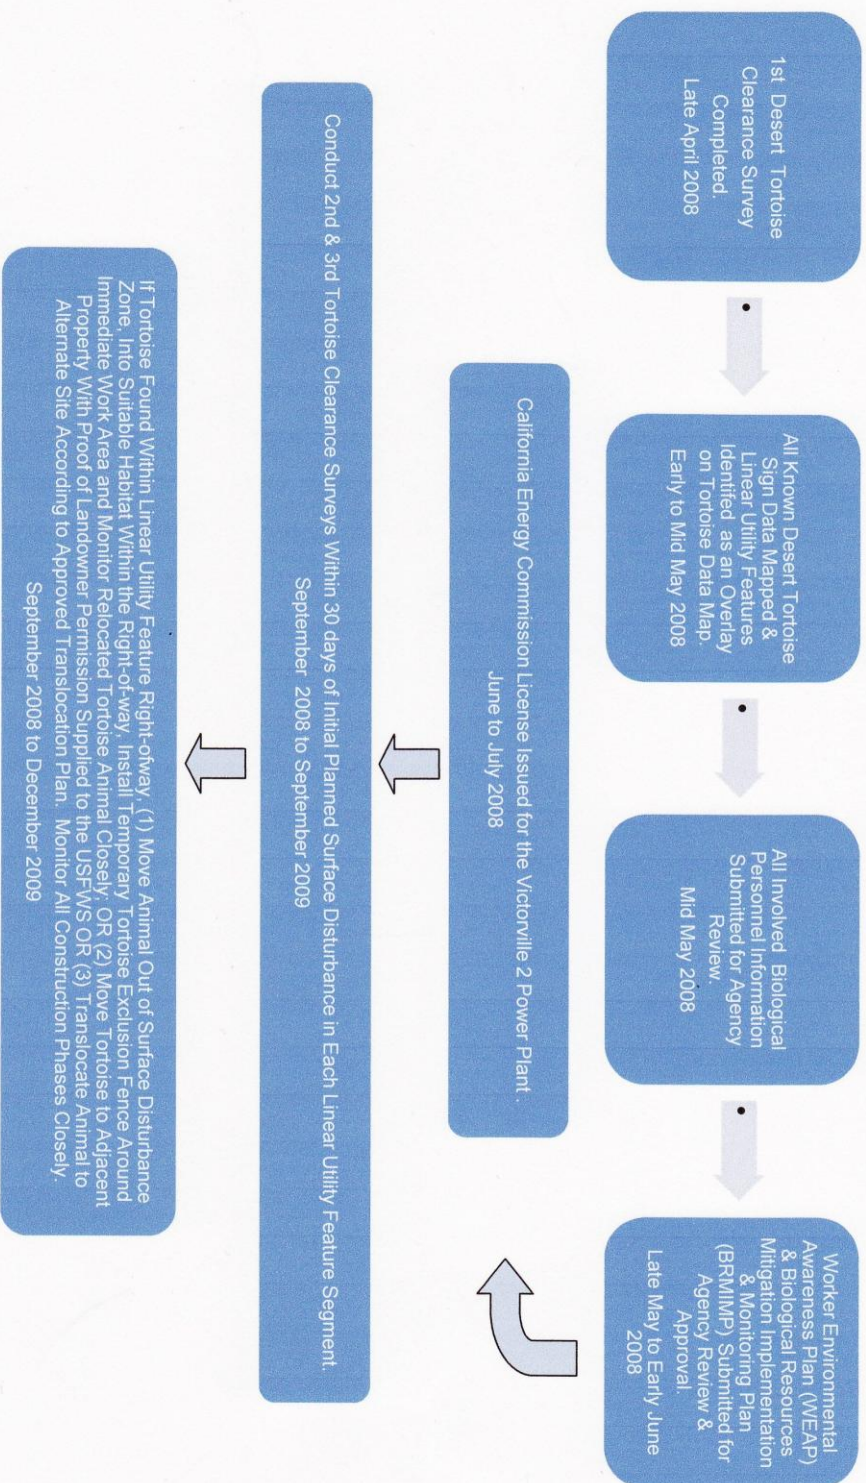 1st Desert Tortoise
Clearance Survey
Completed.
Late April 2008
All Known Desert Tortoise
Sign Data Mapped &
Linear Utility Features
Identifed as an Overlay
on Tortoise Data Map.
Early to Mid May 2008
All Involved Biological
Personnel Information
Submitted for Agency
Review.
Mid May 2008
Worker Environmental
Awareness Plan (WEAP)
& Biological Resources
Mitigation Implementation
& Monitoring Plan
(BRMIMP) Submitted for
Agency Review &
Approval.
Late May to Early June
2008
California Energy Commission License Issued for the Victorville 2 Power Plant .
June to July 2008
Conduct 2nd & 3rd Tortoise Clearance Surveys Within 30 days of Initial Planned Surface Disturbance in Each Linear Utility Feature Segment.
September 2008 to September 2009
If Tortoise Found Within Linear Utility Feature Right-ofway, (1) Move Animal Out of Surface Disturbance
Zone, Into Suitable Habitat Within the Right-of-way, Install Temporary Tortoise Exclusion Fence Around
Immediate Work Area and Monitor Relocated Tortoise Animal Closely; OR (2) Move Tortoise to Adjacent
Property With Proof of Landowner Permission Supplied to the USFWS OR (3) Translocate Animal to
Alternate Site According to Approved Translocation Plan. Monitor All Construction Phases Closely.
September 2008 to December 2009